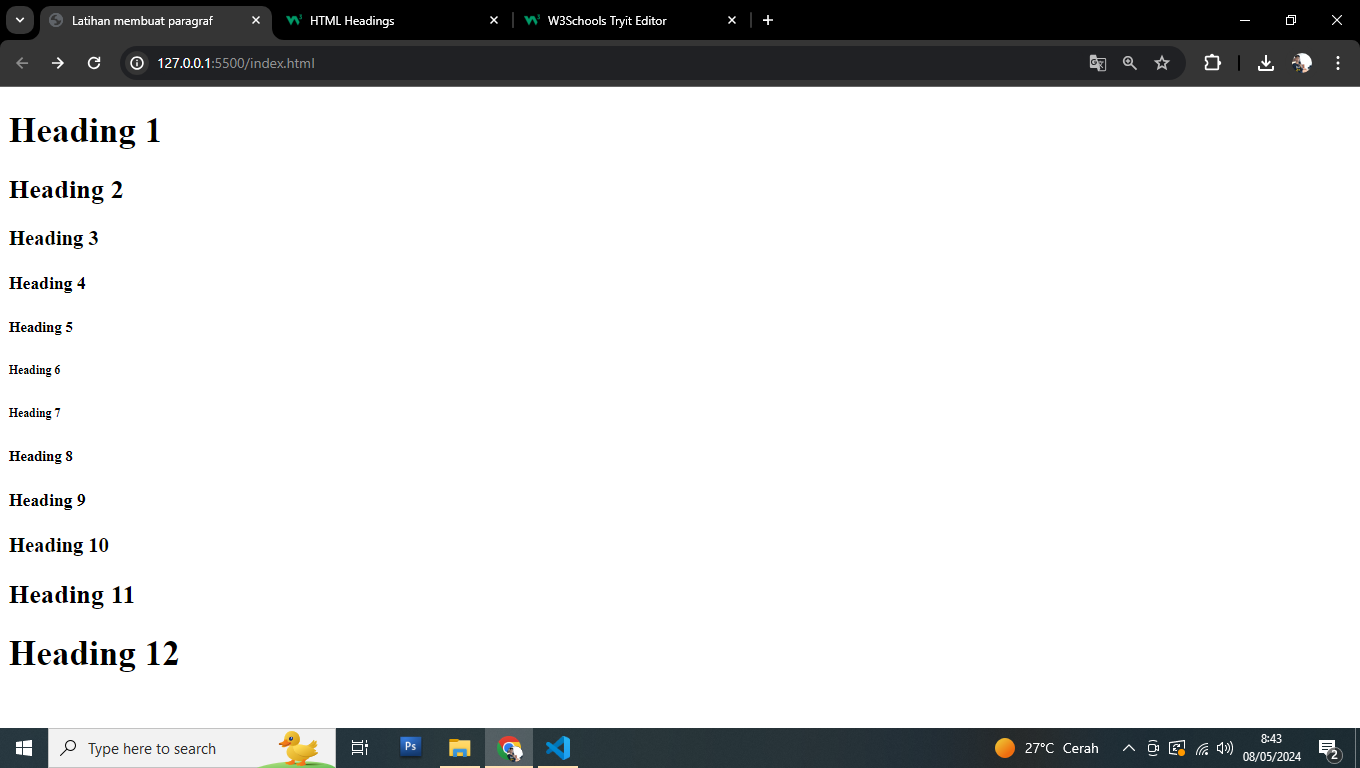 Latihan membuat paragraf
HTML Headings
W3Schools Tryit Editor
127.0.0.1:5500/index.html
Heading 1
Heading 2
Heading 3
Heading 4
Heading 5
Heading 6
Heading 7
Heading 8
Heading 9
Heading 10
Heading 11
Heading 12
Type here to search
Ps
27°C Cerah
8:43
08/05/2024
2